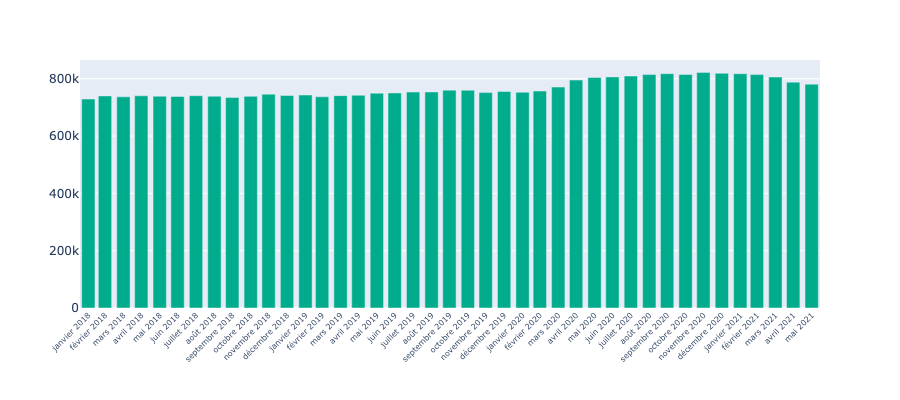 800k
600k
400k
200k
0
janvier 2018
février 2018
mars 2018
avril 2018
mai 2018
juin 2018
juillet 2018
août 2018
septembre 2018
octobre 2018
novembre 2018
décembre 2018
janvier 2019
février 2019
mars 2019
avril 2019
mai 2019
juin 2019
juillet 2019
août 2019
septembre 2019
octobre 2019
novembre 2019
décembre 2019
janvier 2020
février 2020
mars 2020
avril 2020
mai 2020
juin 2020
juillet 2020
août 2020
septembre 2020
octobre 2020
novembre 2020
décembre 2020
janvier 2021
février 2021
mars 2021
avril 2021
mai 2021